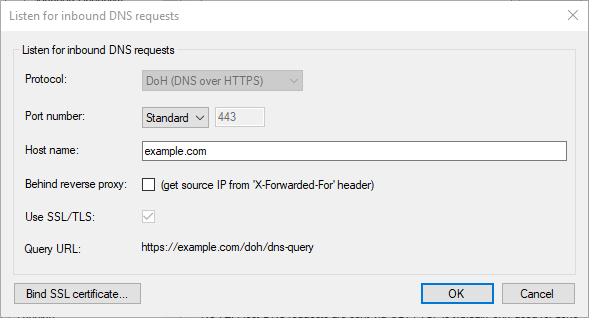 Listen for inbound DNS requests
Listen for inbound DNS requests
Protocol: DoH (DNS over HTTPS)
Port number: Standard 443
Host name: example.com
Behind reverse proxy: (get source IP from 'X-Forwarded-For' header)
Use SSL/TLS:
Query URL: https://example.com/doh/dns-query
Bind SSL certificate... OK Cancel